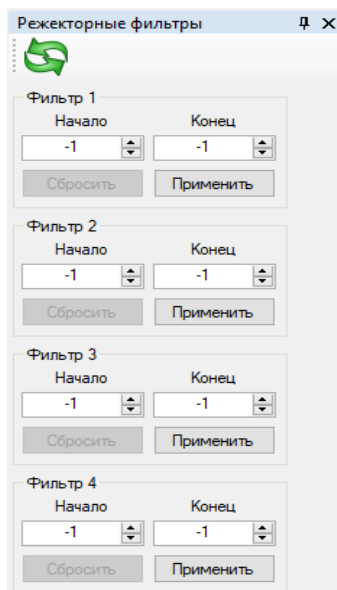 Режекторные фильтры
Фильтр 1
Начало Конец
-1 -1
Сбросить Применить
Фильтр 2
Начало Конец
-1 -1
Сбросить Применить
Фильтр 3
Начало Конец
-1 -1
Сбросить Применить
Фильтр 4
Начало Конец
-1 -1
Сбросить Применить